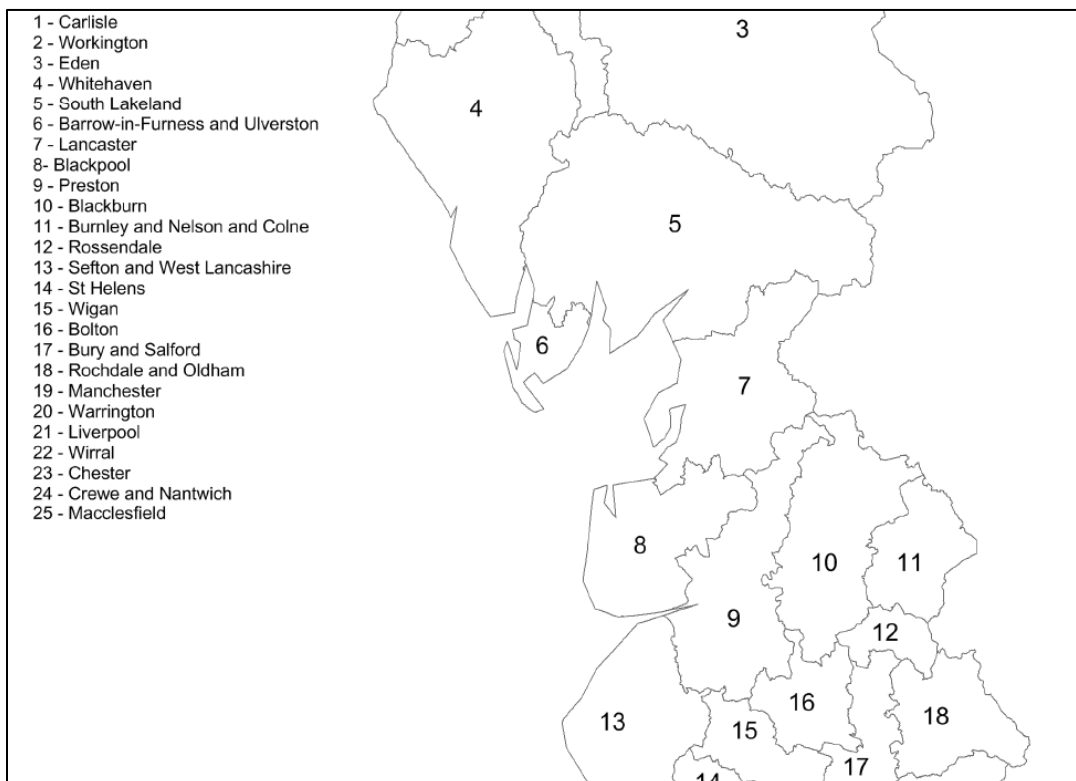 1 - Carlisle
2 - Workington
3 - Eden
4 - Whitehaven
5 - South Lakeland
6 - Barrow-in-Furness and Ulverston
7 - Lancaster
8- Blackpool
9 - Preston
10 - Blackburn
11 - Burnley and Nelson and Colne
12 - Rossendale
13 - Sefton and West Lancashire
14 - St Helens
15 - Wigan
16 - Bolton
17 - Bury and Salford
18 - Rochdale and Oldham
19 - Manchester
20 - Warrington
21 - Liverpool
22 - Wirral
23 - Chester
24 - Crewe and Nantwich
25 - Macclesfield
3
4
5
6
7
8
10
11
9
12
16
13
15
18
17
14